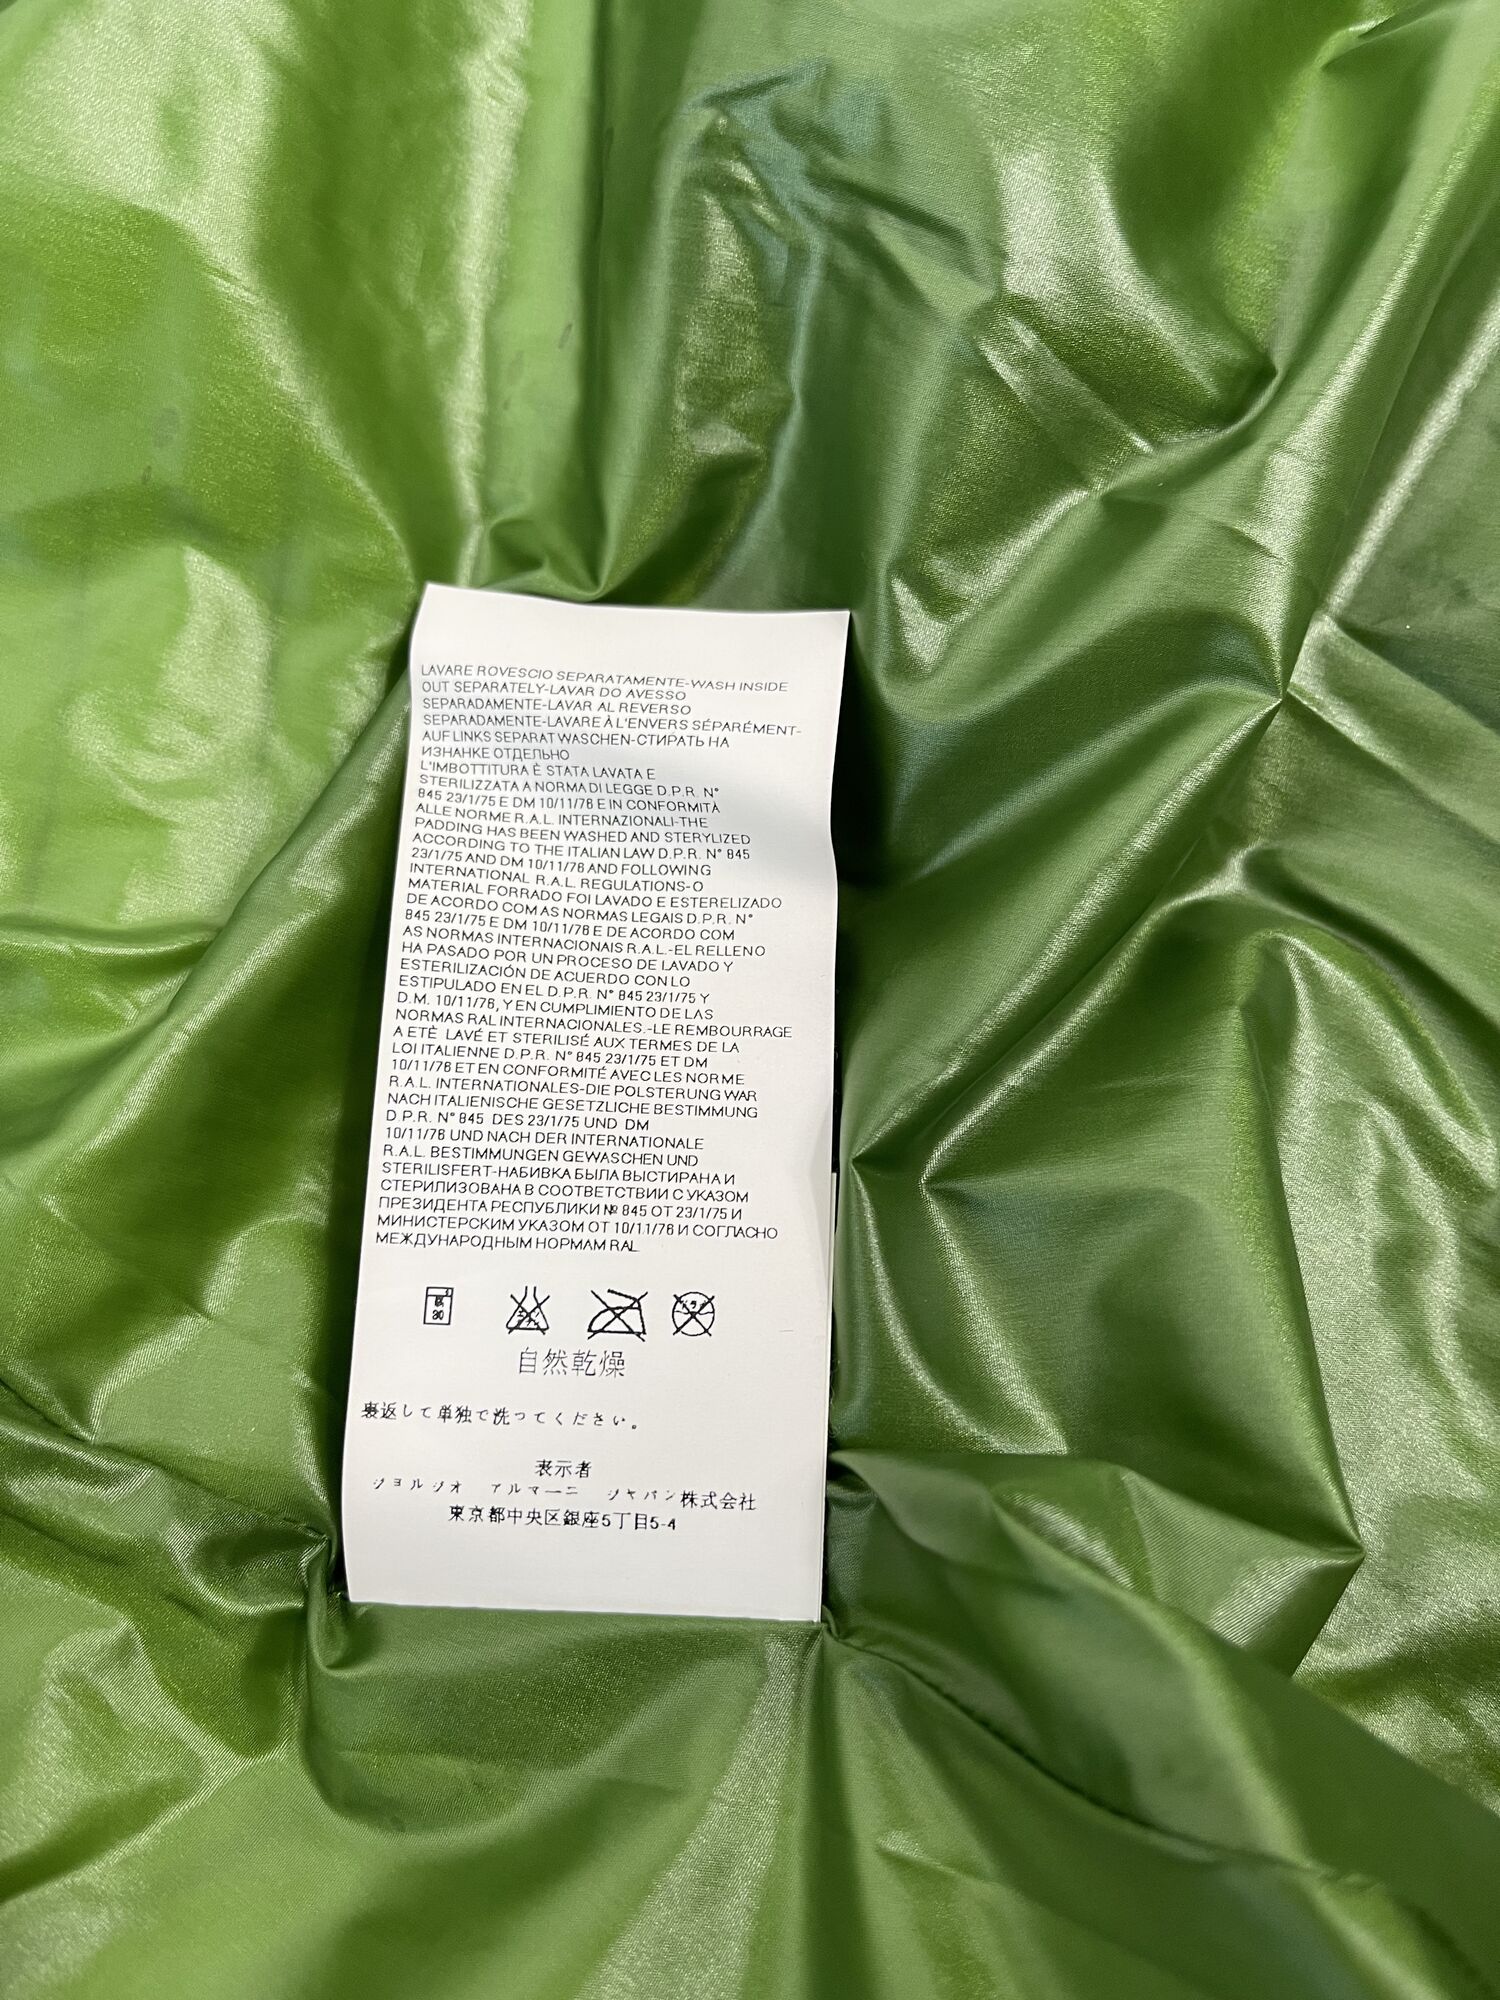 LAVARE ROVESCIO SEPARATAMENTE-WASH INSIDE
OUT SEPARATELY-LAVAR DO AVESSO
SEPARADAMENTE-LAVAR AL REVERSO
SEPARADAMENTE-LAVARE À L'ENVERS SÉPARÉMENT-
AUF LINKS SEPARAT WASCHEN-СТИРАТЬ НА
ИЗНАНКЕ ОТДЕЛЬНО
L'IMBOTTITURA È STATA LAVATA E
STERILIZZATA A NORMA DI LEGGE D.P.R. N°
845 23/1/75 E DM 10/11/76 E IN CONFORMITÀ
ALLE NORME R.A.L. INTERNAZIONALI-THE
PADDING HAS BEEN WASHED AND STERYLIZED
ACCORDING TO THE ITALIAN LAW D.P.R. N° 845
23/1/75 AND DM 10/11/76 AND FOLLOWING
INTERNATIONAL R.A.L. REGULATIONS-O
MATERIAL FORRADO FOI LAVADO E ESTERELIZADO
DE ACORDO COM AS NORMAS LEGAIS D.P.R. N°
845 23/1/75 E DM 10/11/76 E DE ACORDO COM
AS NORMAS INTERNACIONAIS R.A.L.-EL RELLENO
HA PASADO POR UN PROCESO DE LAVADO Y
ESTERILIZACIÓN DE ACUERDO CON LO
ESTIPULADO EN EL D.P.R. N° 845 23/1/75 Y
D.M. 10/11/76, Y EN CUMPLIMIENTO DE LAS
NORMAS RAL INTERNACIONALES.-LE REMBOURRAGE
A ETÈ LAVÉ ET STERILISÉ AUX TERMES DE LA
LOI ITALIENNE D.P.R. N° 845 23/1/75 ET DM
10/11/76 ET EN CONFORMITÉ AVEC LES NORME
R.A.L. INTERNATIONALES-DIE POLSTERUNG WAR
NACH ITALIENISCHE GESETZLICHE BESTIMMUNG
D.P.R. N° 845 DES 23/1/75 UND DM
10/11/76 UND NACH DER INTERNATIONALE
R.A.L. BESTIMMUNGEN GEWASCHEN UND
STERILISFERT-НАБИВКА БЫЛА ВЫСТИРАНА И
СТЕРИЛИЗОВАНА В СООТВЕТСТВИИ С УКАЗОМ
ПРЕЗИДЕНТА РЕСПУБЛИКИ № 845 ОТ 23/1/75 И
МИНИСТЕРСКИМ УКАЗОМ ОТ 10/11/76 И СОГЛАСНО
МЕЖДУНАРОДНЫМ НОРМАМ RAL
30
自然乾燥
裏返して単独で洗ってください。
表示者
ジョルジオ アルマーニ ジャパン株式会社
東京都中央区銀座5丁目5-4